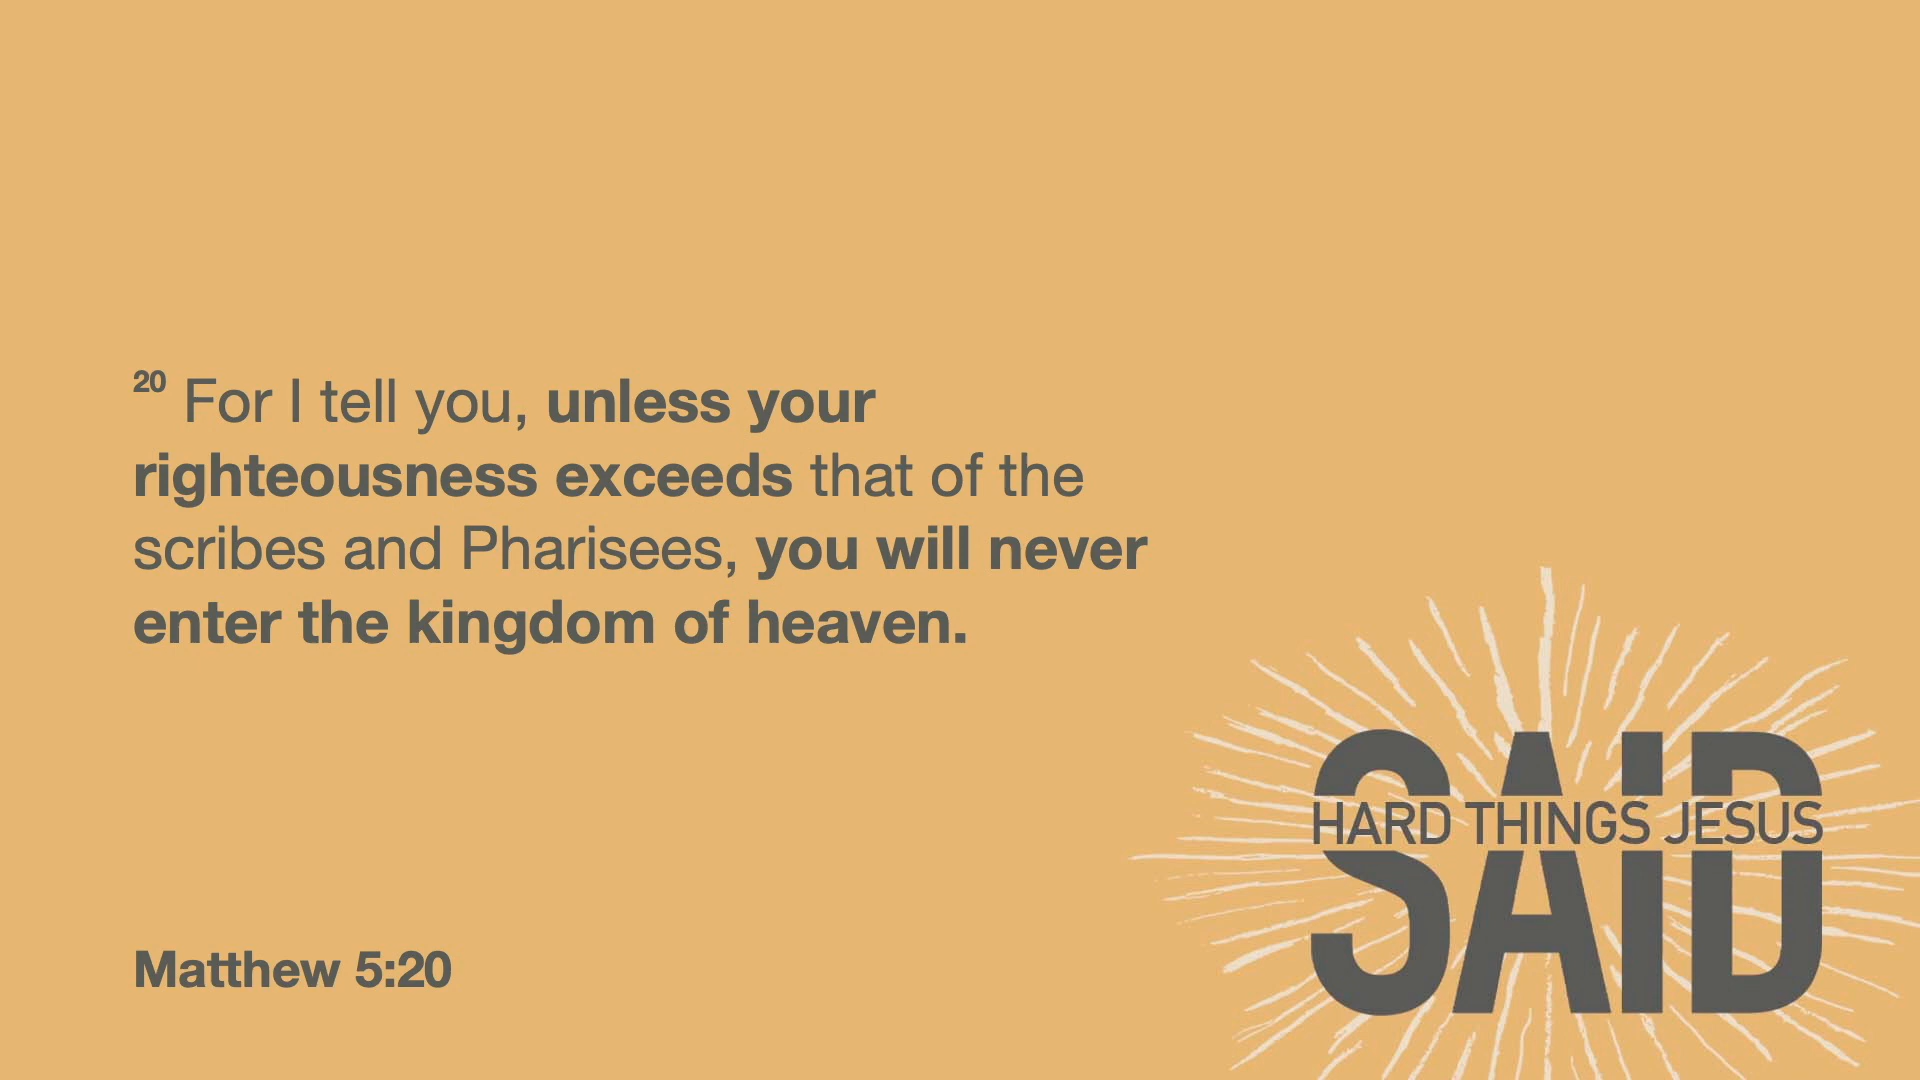 20 For I tell you, unless your
righteousness exceeds that of the
scribes and Pharisees, you will never
enter the kingdom of heaven.
Matthew 5:20
HARD THINGS JESUS
SAID